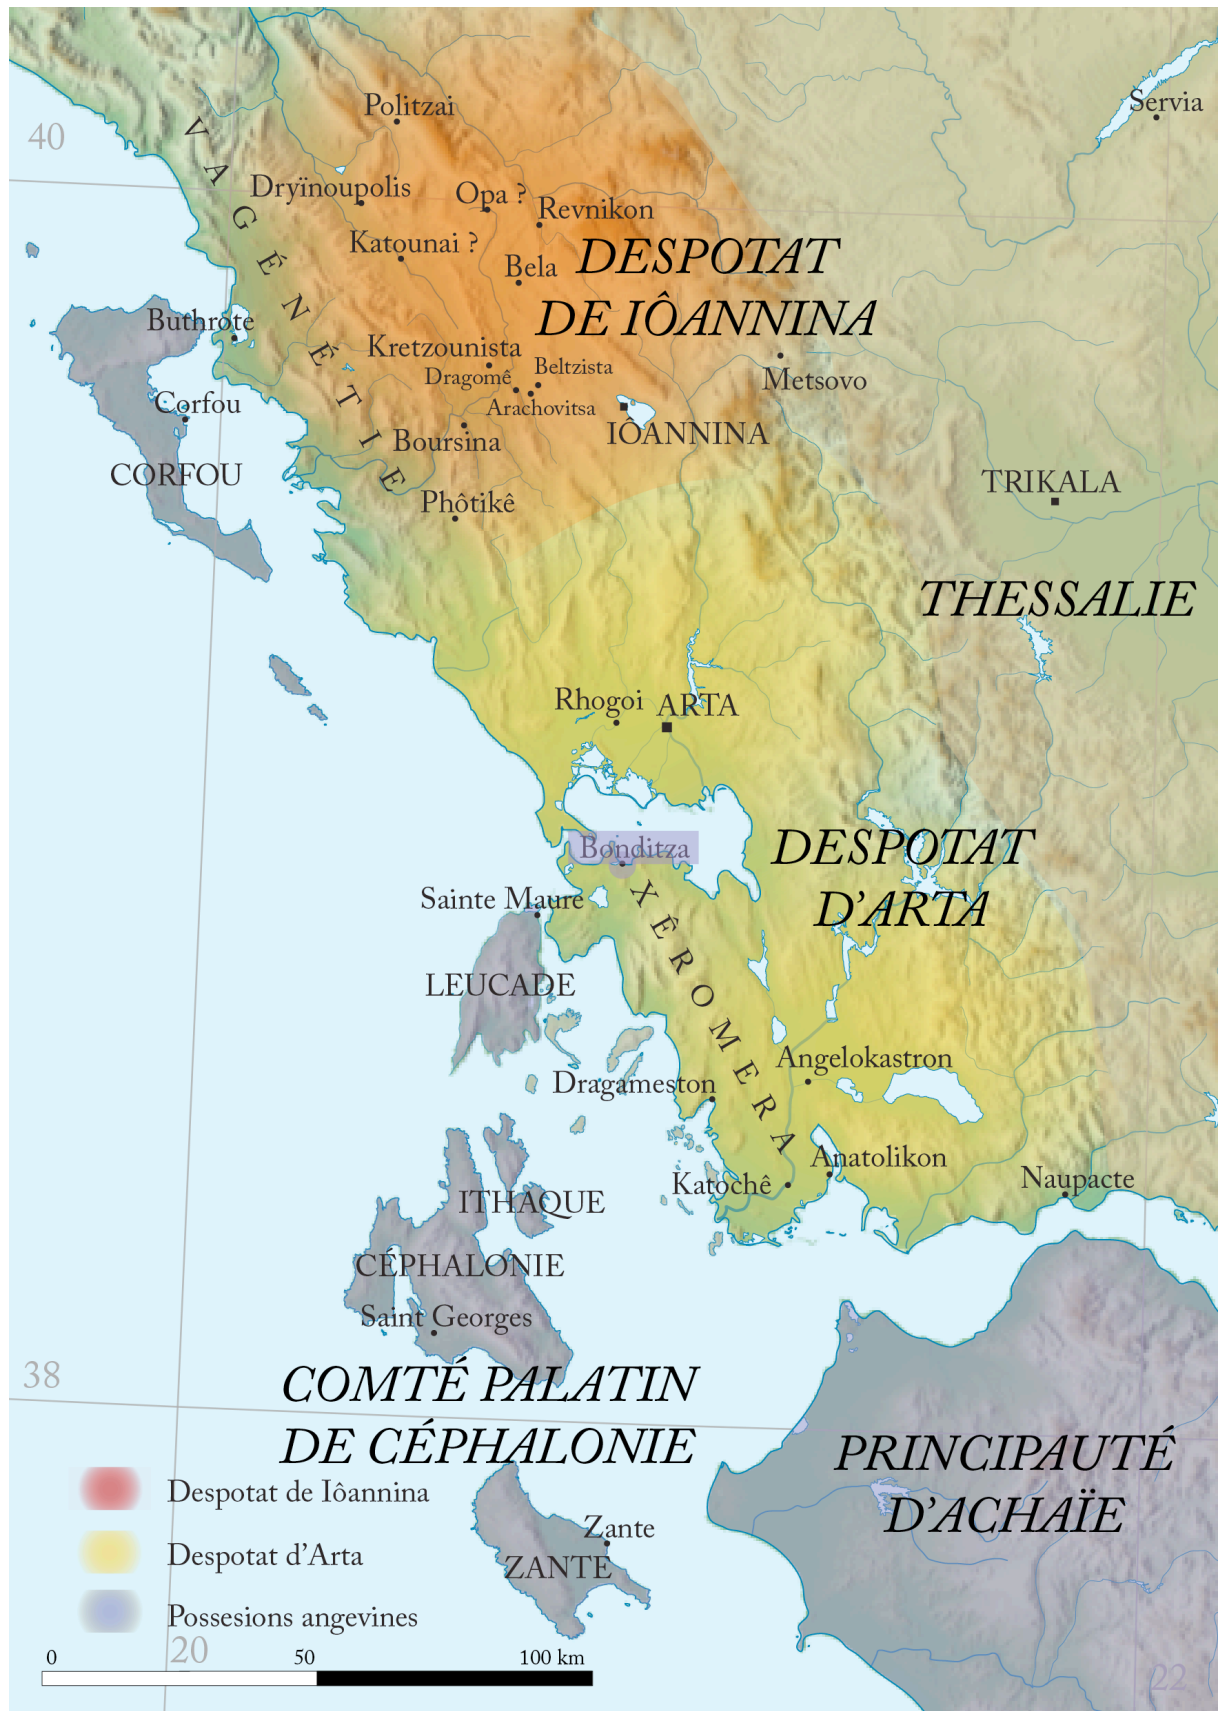 Politzai
Servia
40
VAGÉNÉTIE
Dryïnoupolis
Opa ?
Revnikon
Katounai ?
DESPOTAT
DE IÔANNINA
Bela
Buthrote
Kretzounista
Beltzista
Dragomê
Metsovo
Corfou
Arachovitsa
IÔANNINA
Boursina
CORFOU
TRIKALA
Phôtikê
THESSALIE
Rhogoi
ARTA
Bonditza
DESPOTAT
D'ARTA
Sainte Maure
XÊROMERA
LEUCADE
Angelokastron
Dragameston
Anatolikon
Katochê
Naupacte
ITHAQUE
CÉPHALONIE
Saint Georges
38
COMTÉ PALATIN
DE CÉPHALONIE
PRINCIPAUTÉ
D'ACHAÏE
Despotat de Iôannina
Zante
Despotat d'Arta
ZANTE
Possesions angevines
20
22
0 50 100 km